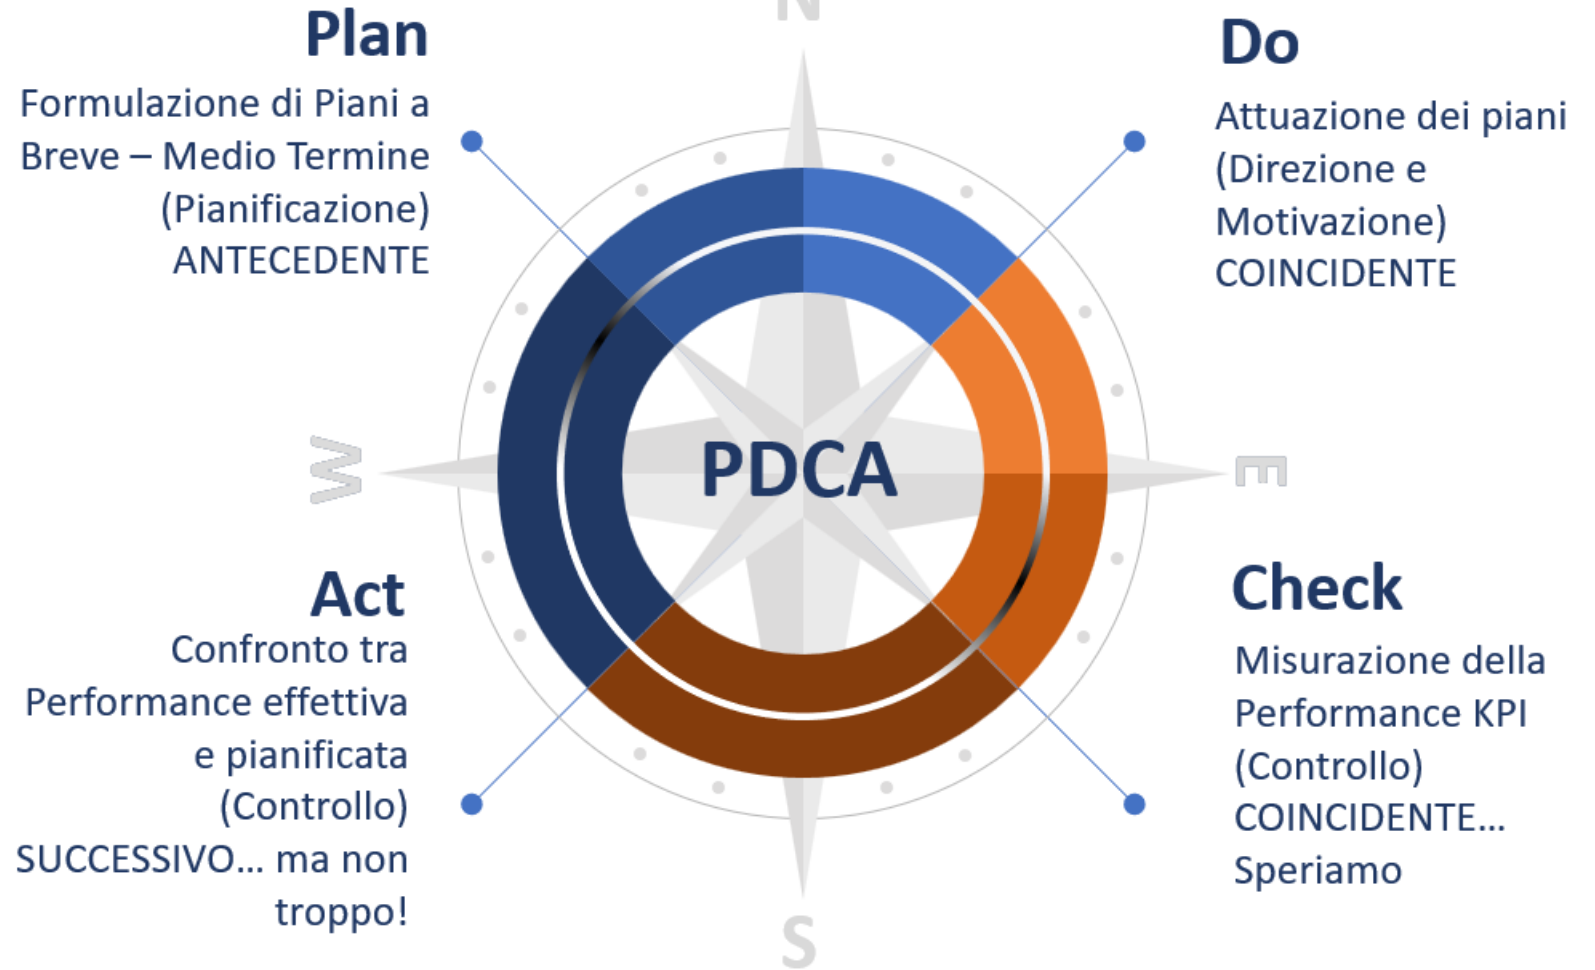 N
Plan
Formulazione di Piani a
Breve – Medio Termine
(Pianificazione)
ANTECEDENTE
Do
Attuazione dei piani
(Direzione e
Motivazione)
COINCIDENTE
W
PDCA
E
Act
Confronto tra
Performance effettiva
e pianificata
(Controllo)
SUCCESSIVO... ma non
troppo!
Check
Misurazione della
Performance KPI
(Controllo)
COINCIDENTE...
Speriamo
S